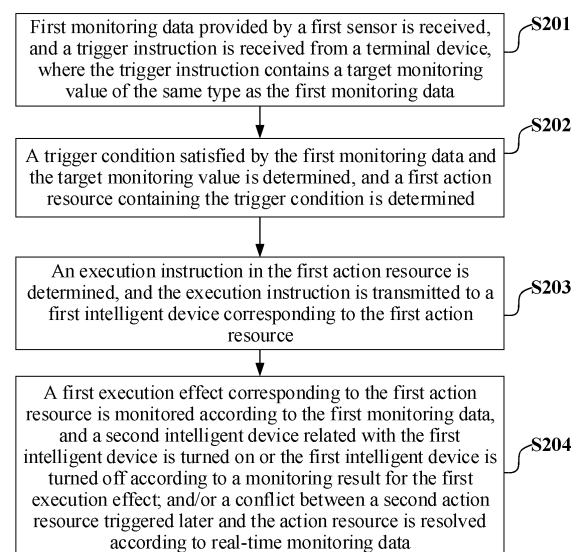 First monitoring data provided by a first sensor is received,
and a trigger instruction is received from a terminal device,
where the trigger instruction contains a target monitoring
value of the same type as the first monitoring data
S201
A trigger condition satisfied by the first monitoring data and
the target monitoring value is determined, and a first action
resource containing the trigger condition is determined
S202
An execution instruction in the first action resource is
determined, and the execution instruction is transmitted to a
first intelligent device corresponding to the first action
resource
S203
A first execution effect corresponding to the first action
resource is monitored according to the first monitoring data,
and a second intelligent device related with the first
intelligent device is turned on or the first intelligent device is
turned off according to a monitoring result for the first
execution effect; and/or a conflict between a second action
resource triggered later and the action resource is resolved
according to real-time monitoring data
S204